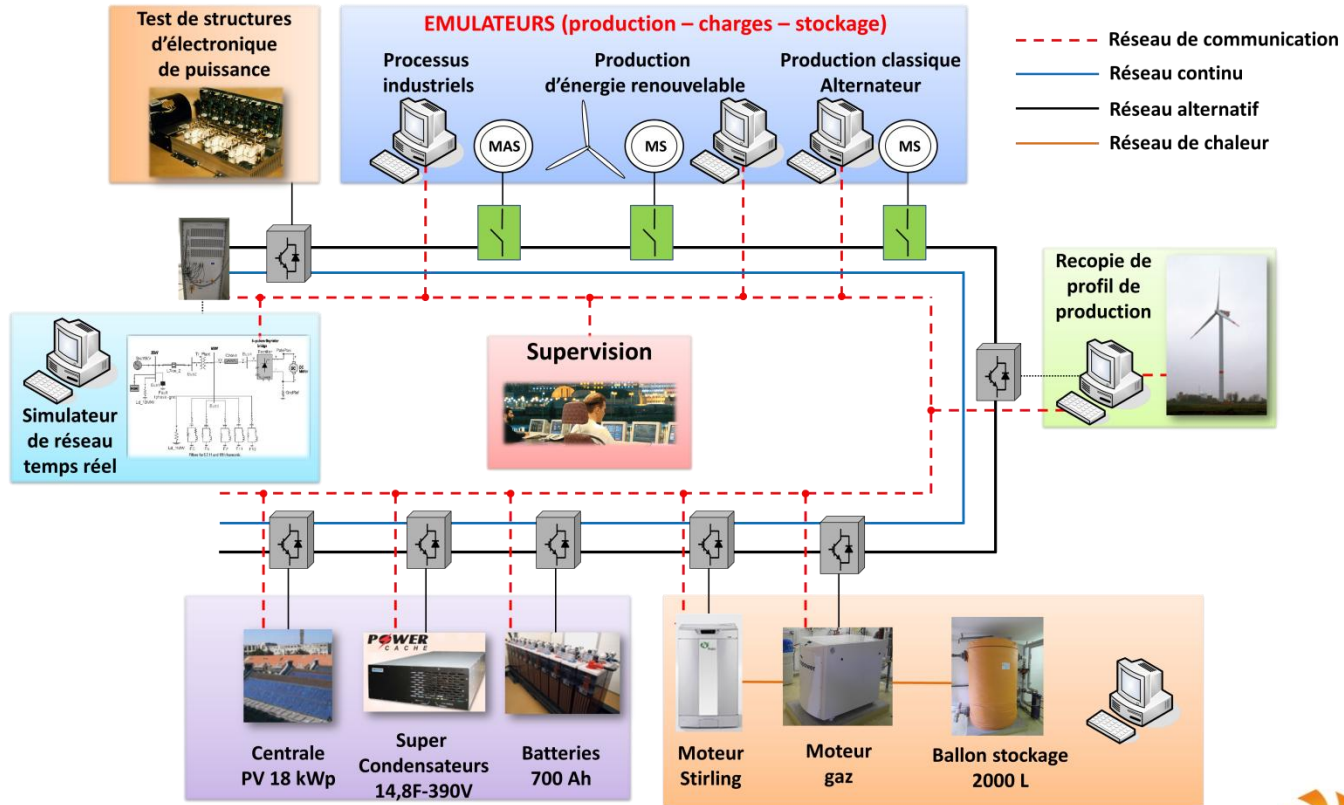 Test de structures
d'électronique
de puissance
EMULATEURS (production – charges – stockage)
Processus
industriels
Production
d'énergie renouvelable
Production classique
Alternateur
MAS
MS
MS
Réseau de communication
Réseau continu
Réseau alternatif
Réseau de chaleur
Recopie de
profil de
production
Supervision
Simulateur
de réseau
temps réel
POWER
CACHE
Centrale
PV 18 kWp
Super
Condensateurs
14,8F-390V
Batteries
700 Ah
Moteur
Stirling
Moteur
gaz
Ballon stockage
2000 L